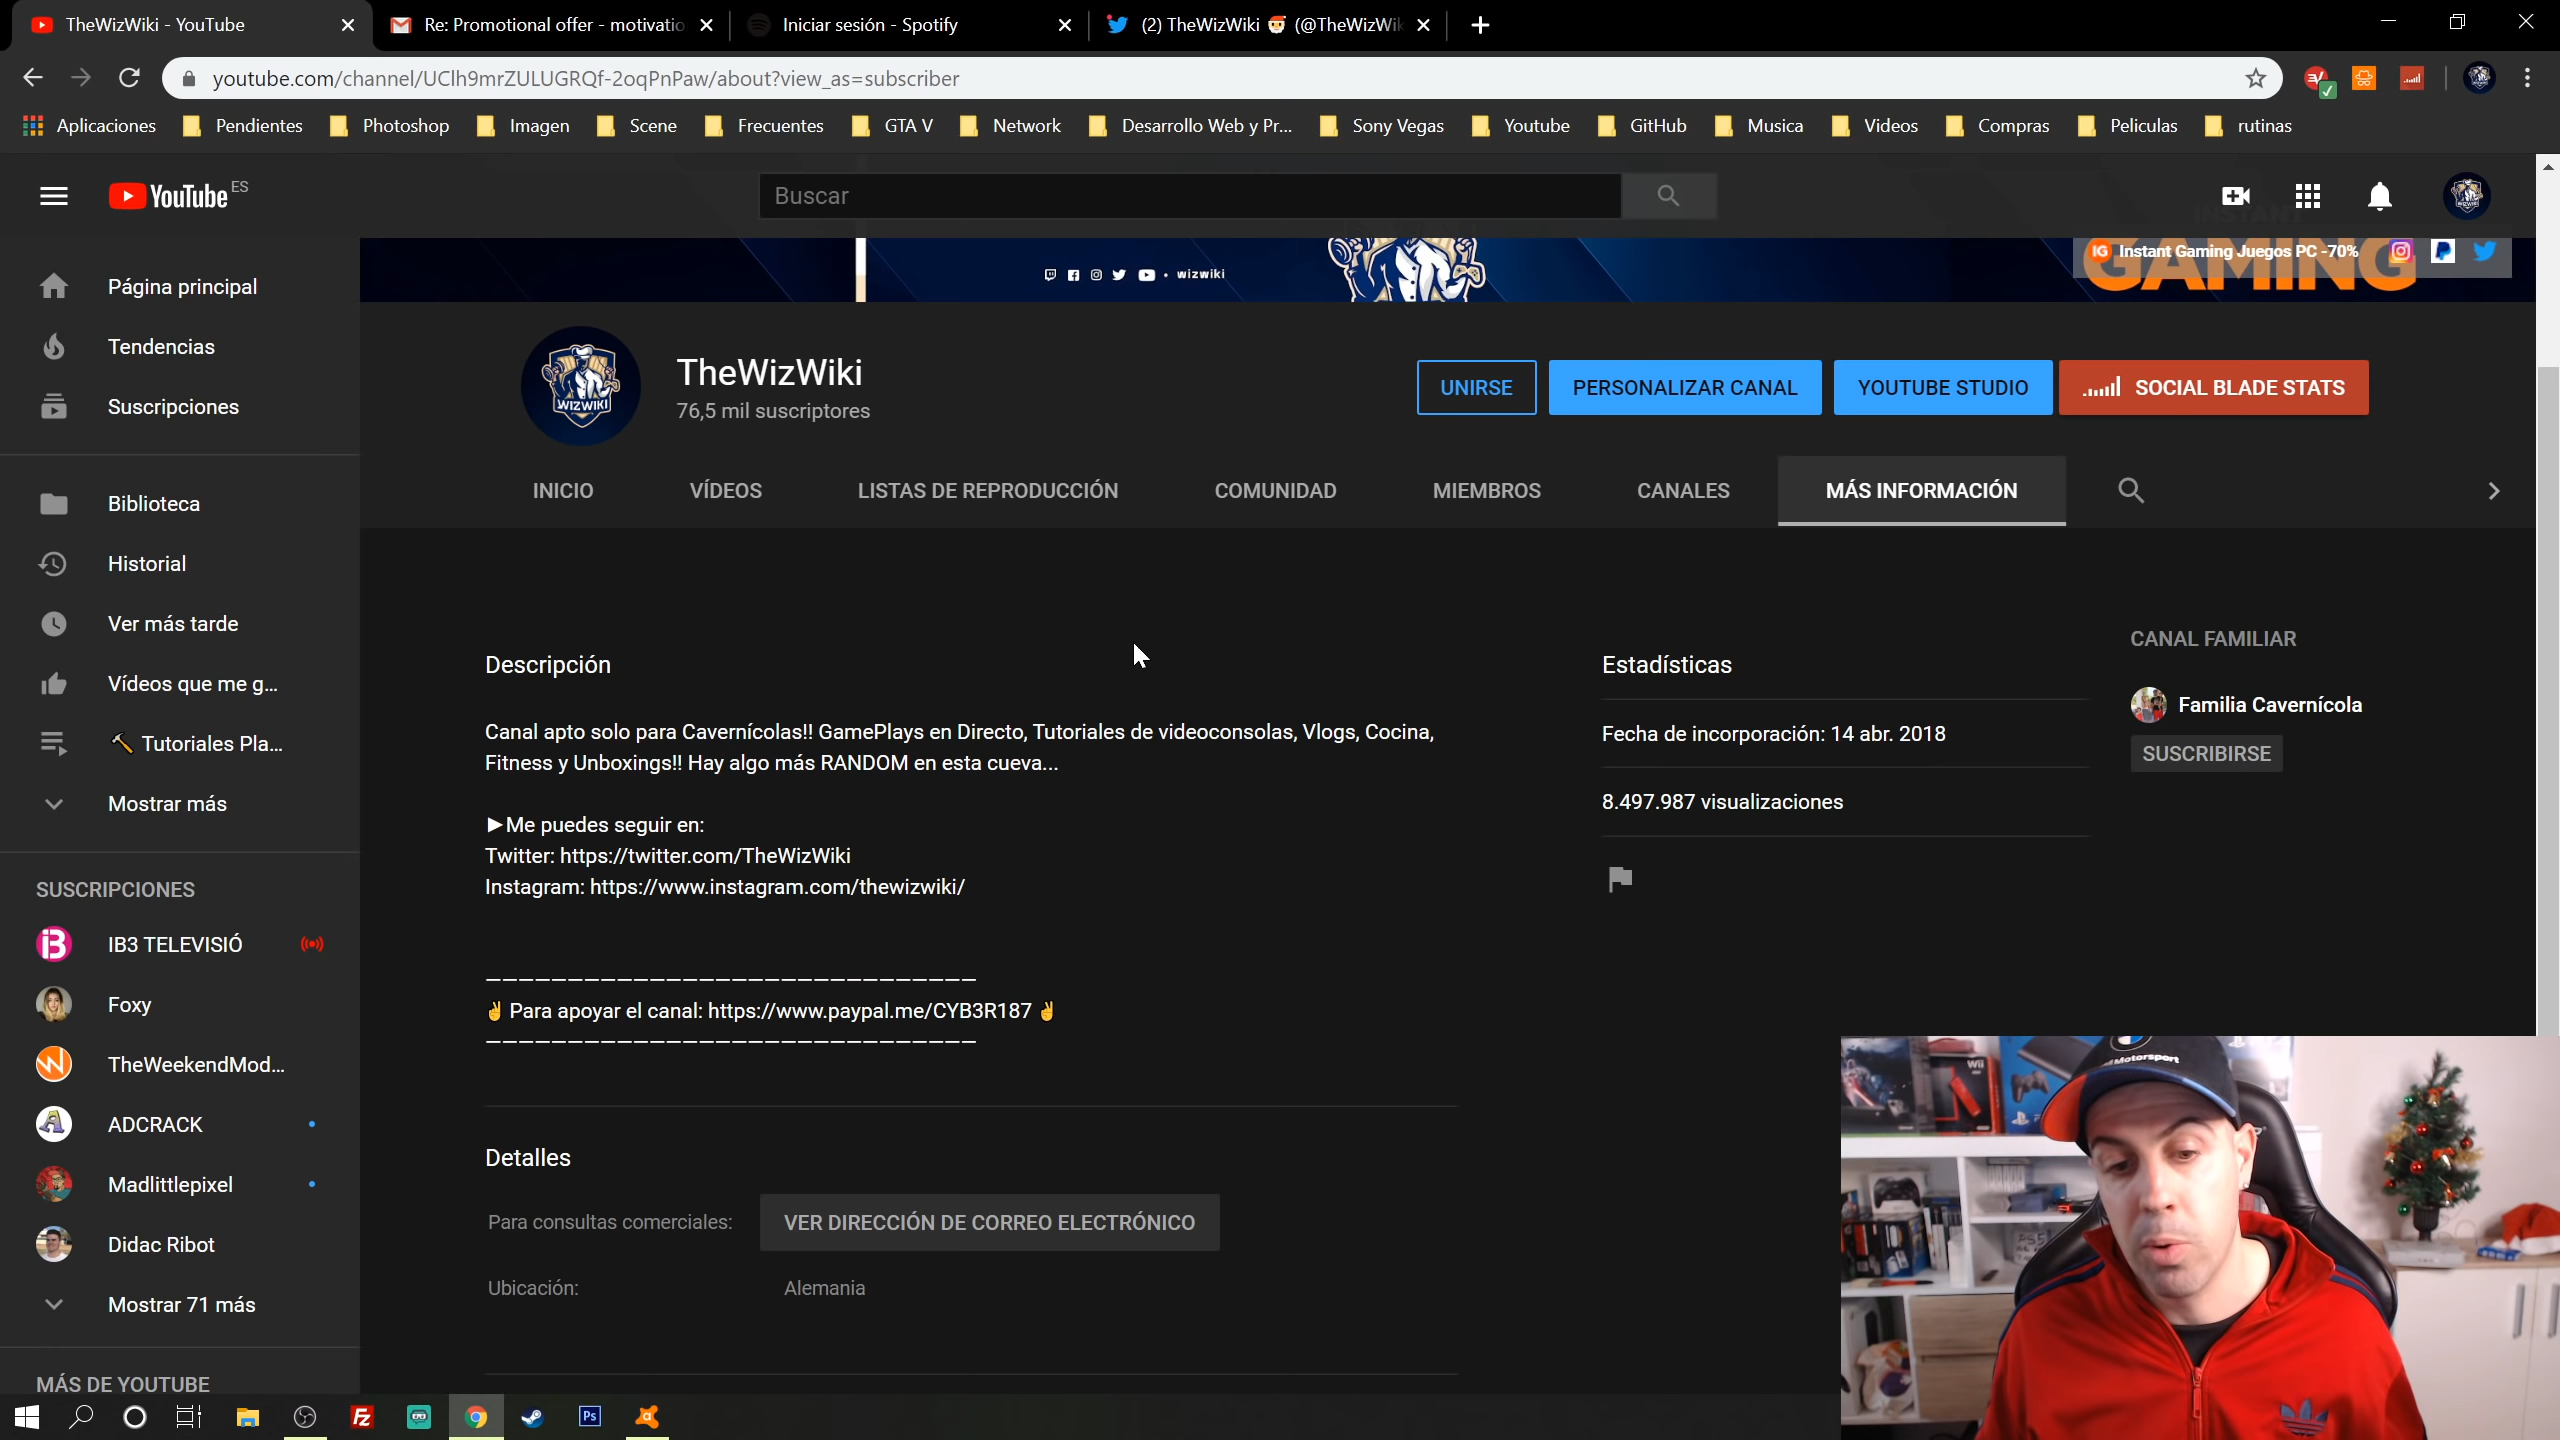 TheWizWiki - YouTube
Re: Promotional offer - motivatio
Iniciar sesión - Spotify
(2) TheWizWiki 🎅 (@TheWizWik
youtube.com/channel/UClh9mrZULUGRQf-2oqPnPaw/about?view_as=subscriber
Aplicaciones
Pendientes
Photoshop
Imagen
Scene
Frecuentes
GTA V
Network
Desarrollo Web y Pr...
Sony Vegas
Youtube
GitHub
Musica
Videos
Compras
Peliculas
rutinas
YouTube ES
Buscar
INSTANT
GAMING
wizwiki
Instant Gaming Juegos PC -70%
Página principal
Tendencias
Suscripciones
Biblioteca
Historial
Ver más tarde
Vídeos que me g...
🔨 Tutoriales Pla...
Mostrar más
SUSCRIPCIONES
IB3 TELEVISIÓ
Foxy
TheWeekendMod...
ADCRACK
Madlittlepixel
Didac Ribot
Mostrar 71 más
MÁS DE YOUTUBE
WIZWIKI
TheWizWiki
76,5 mil suscriptores
UNIRSE
PERSONALIZAR CANAL
YOUTUBE STUDIO
SOCIAL BLADE STATS
INICIO
VÍDEOS
LISTAS DE REPRODUCCIÓN
COMUNIDAD
MIEMBROS
CANALES
MÁS INFORMACIÓN
Descripción
Canal apto solo para Cavernícolas!! GamePlays en Directo, Tutoriales de videoconsolas, Vlogs, Cocina,
Fitness y Unboxings!! Hay algo más RANDOM en esta cueva...
►Me puedes seguir en:
Twitter: https://twitter.com/TheWizWiki
Instagram: https://www.instagram.com/thewizwiki/
——————————————————————————————
✌Para apoyar el canal: https://www.paypal.me/CYB3R187✌
——————————————————————————————
Detalles
Para consultas comerciales:
VER DIRECCIÓN DE CORREO ELECTRÓNICO
Ubicación:
Alemania
Estadísticas
Fecha de incorporación: 14 abr. 2018
8.497.987 visualizaciones
CANAL FAMILIAR
Familia Cavernícola
SUSCRIBIRSE
Motorsport
Wii
Fz
Ps